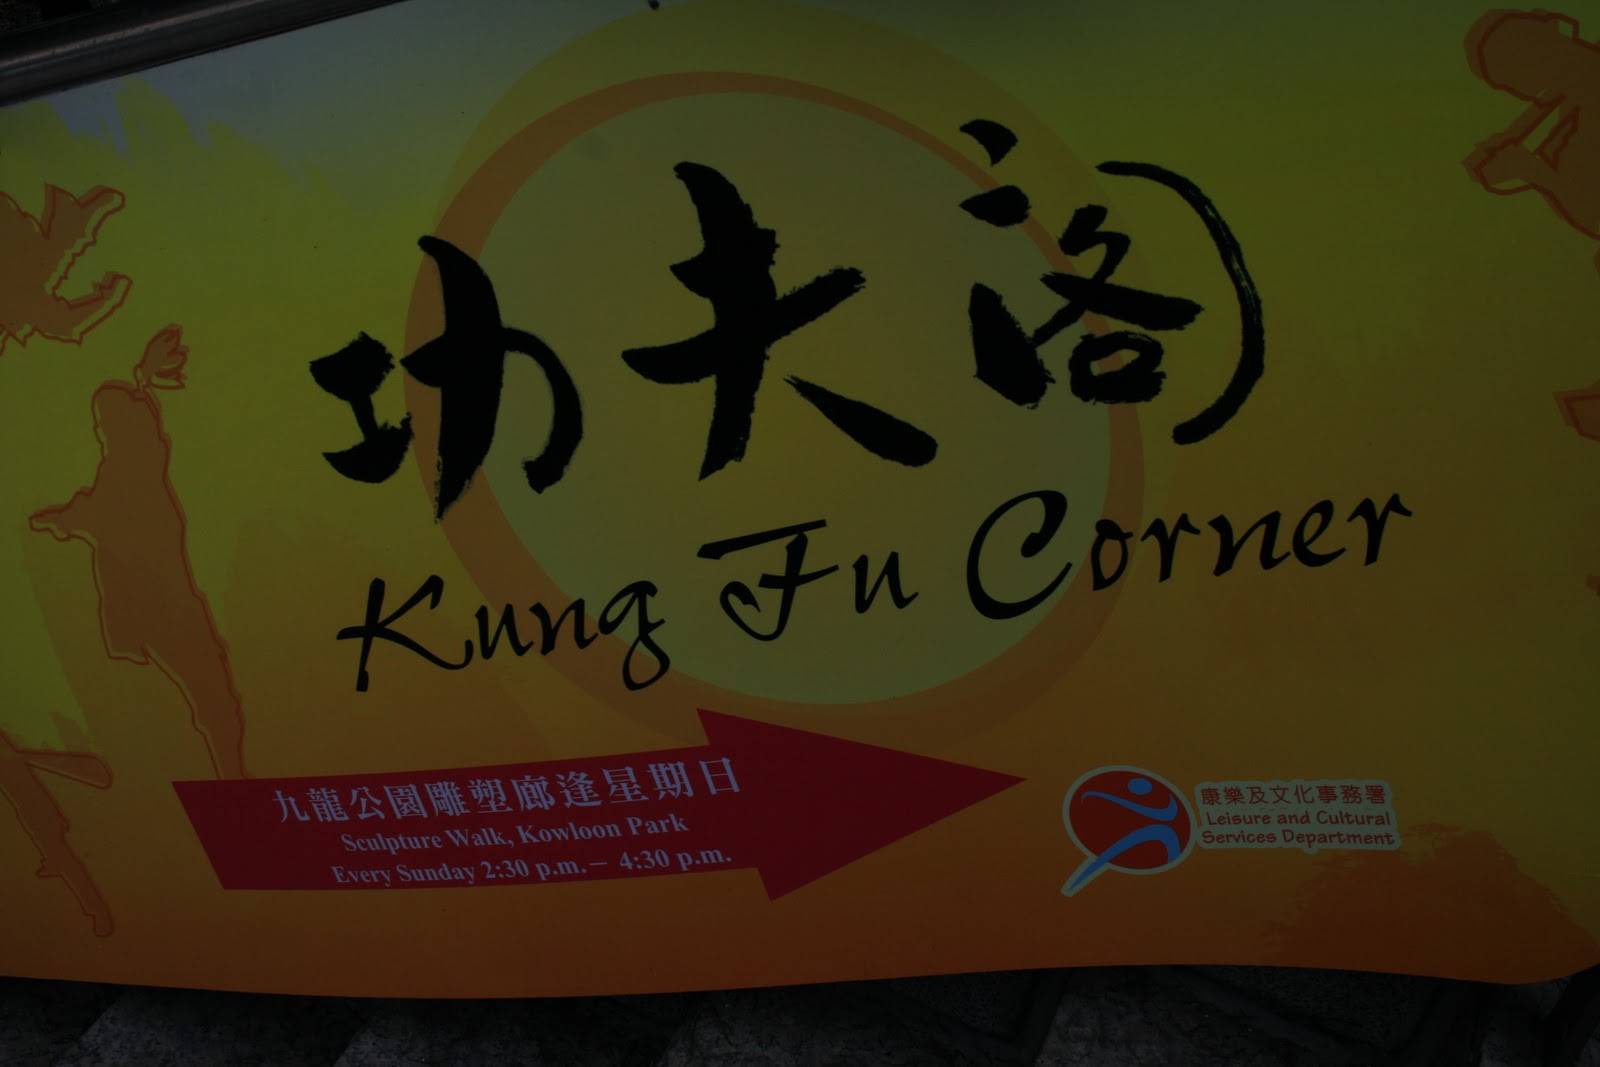 功夫阁
Kung Fu Corner
九龍公園雕塑廊逢星期日
Sculpture Walk, Kowloon Park
Every Sunday 2:30 p.m.－ 4:30 p.m.
康樂及文化事務署
Leisure and Cultural
Services Department